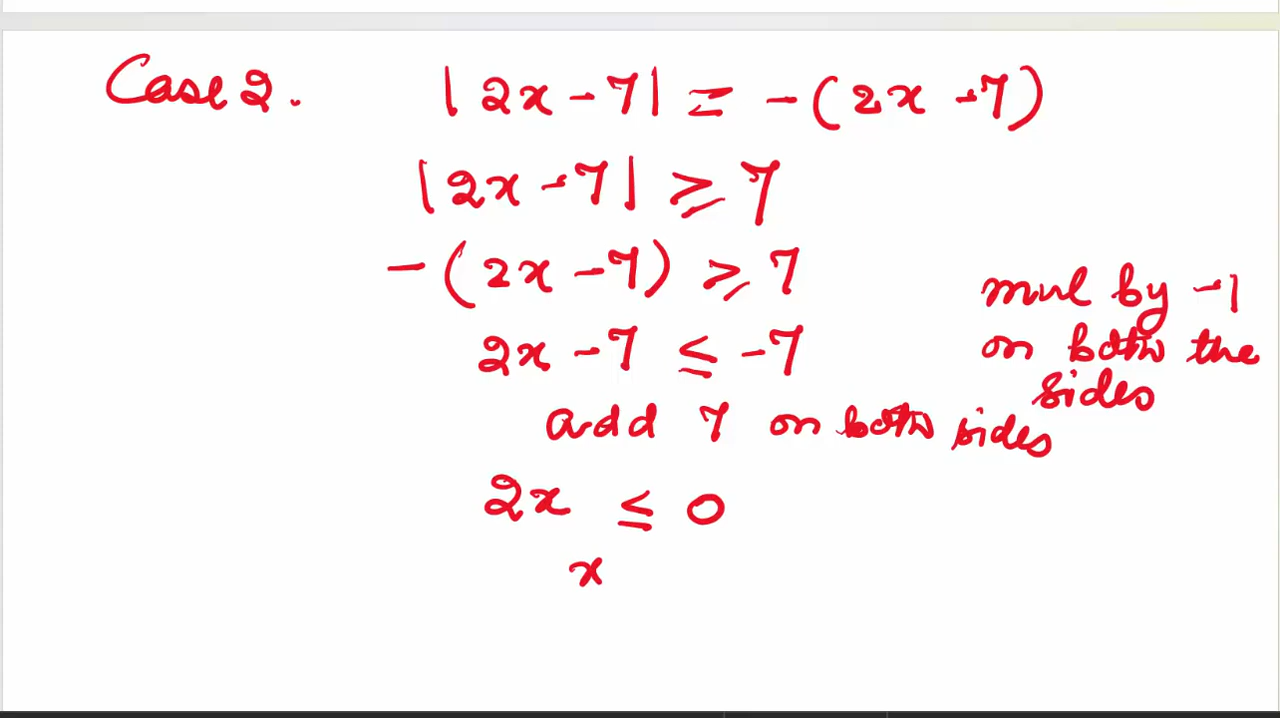 Case 2. |2x - 7| = -(2x - 7)
|2x - 7| ≥ 7
-(2x - 7) ≥ 7
mul by -1
2x - 7 ≤ -7
on both the
sides
add 7 on both sides
2x ≤ 0
x